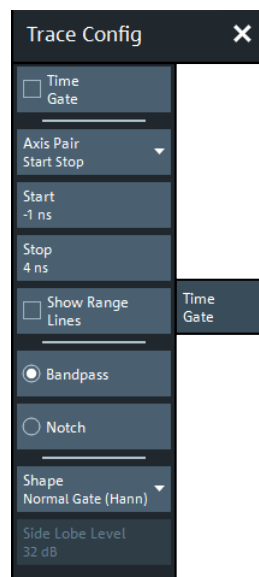 Trace Config
Time
Gate
Axis Pair
Start Stop
Start
-1 ns
Stop
4 ns
Show Range
Lines
Time
Gate
Bandpass
Notch
Shape
Normal Gate (Hann)
Side Lobe Level
32 dB